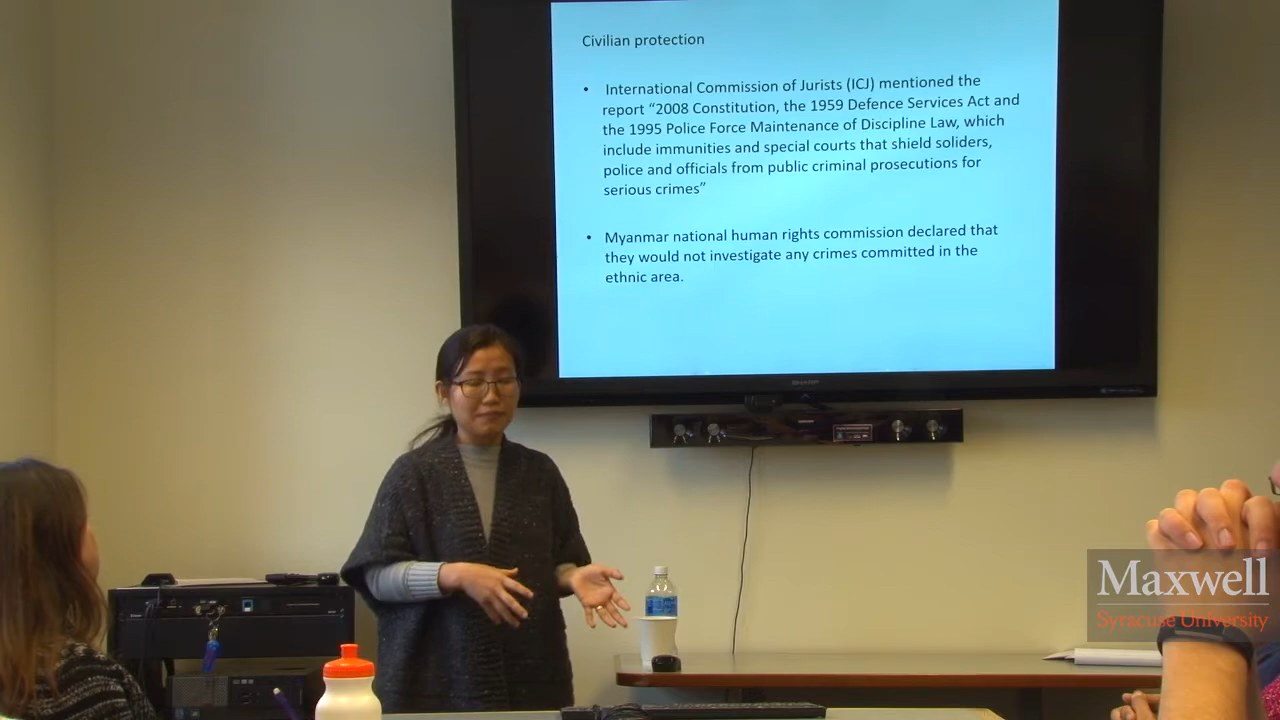 Civilian protection
• International Commission of Jurists (ICJ) mentioned the
report “2008 Constitution, the 1959 Defence Services Act and
the 1995 Police Force Maintenance of Discipline Law, which
include immunities and special courts that shield soliders,
police and officials from public criminal prosecutions for
serious crimes”
• Myanmar national human rights commission declared that
they would not investigate any crimes committed in the
ethnic area.
SHARP
Maxwell
Syracuse University